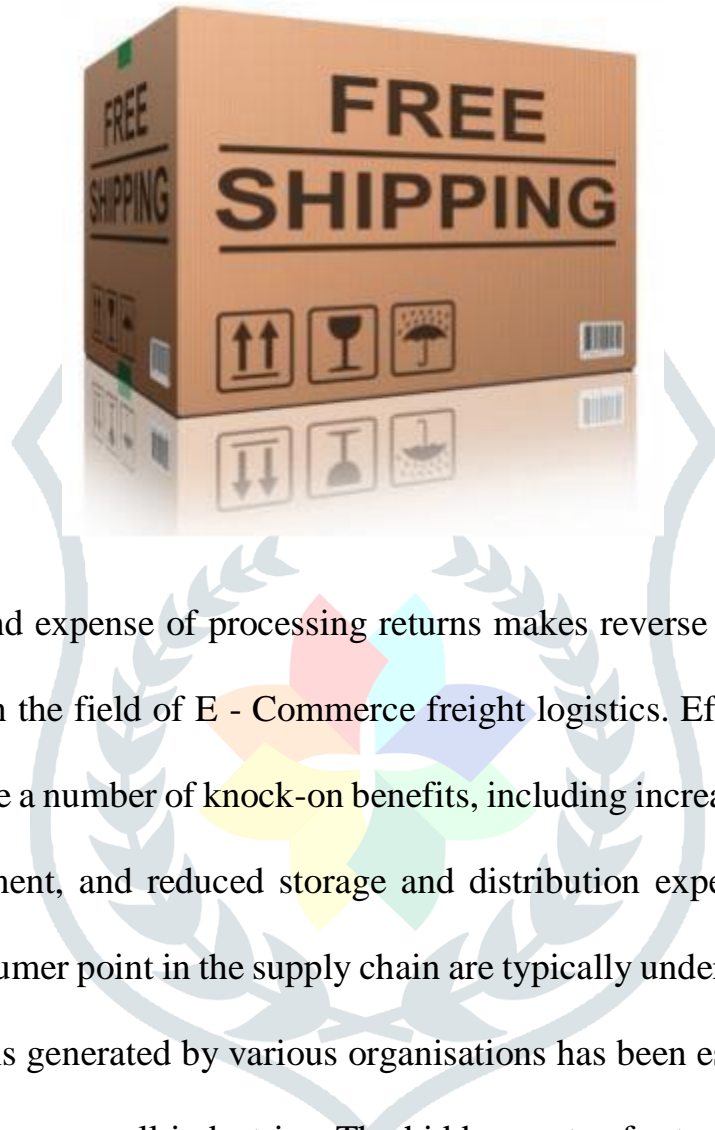 FREE
SHIPPING
FREE
SHIPPING
nd expense of processing returns makes reverse
the field of E - Commerce freight logistics. Ef
e a number of knock-on benefits, including increa
ment, and reduced storage and distribution expe
umer point in the supply chain are typically under
is generated by various organisations has been es